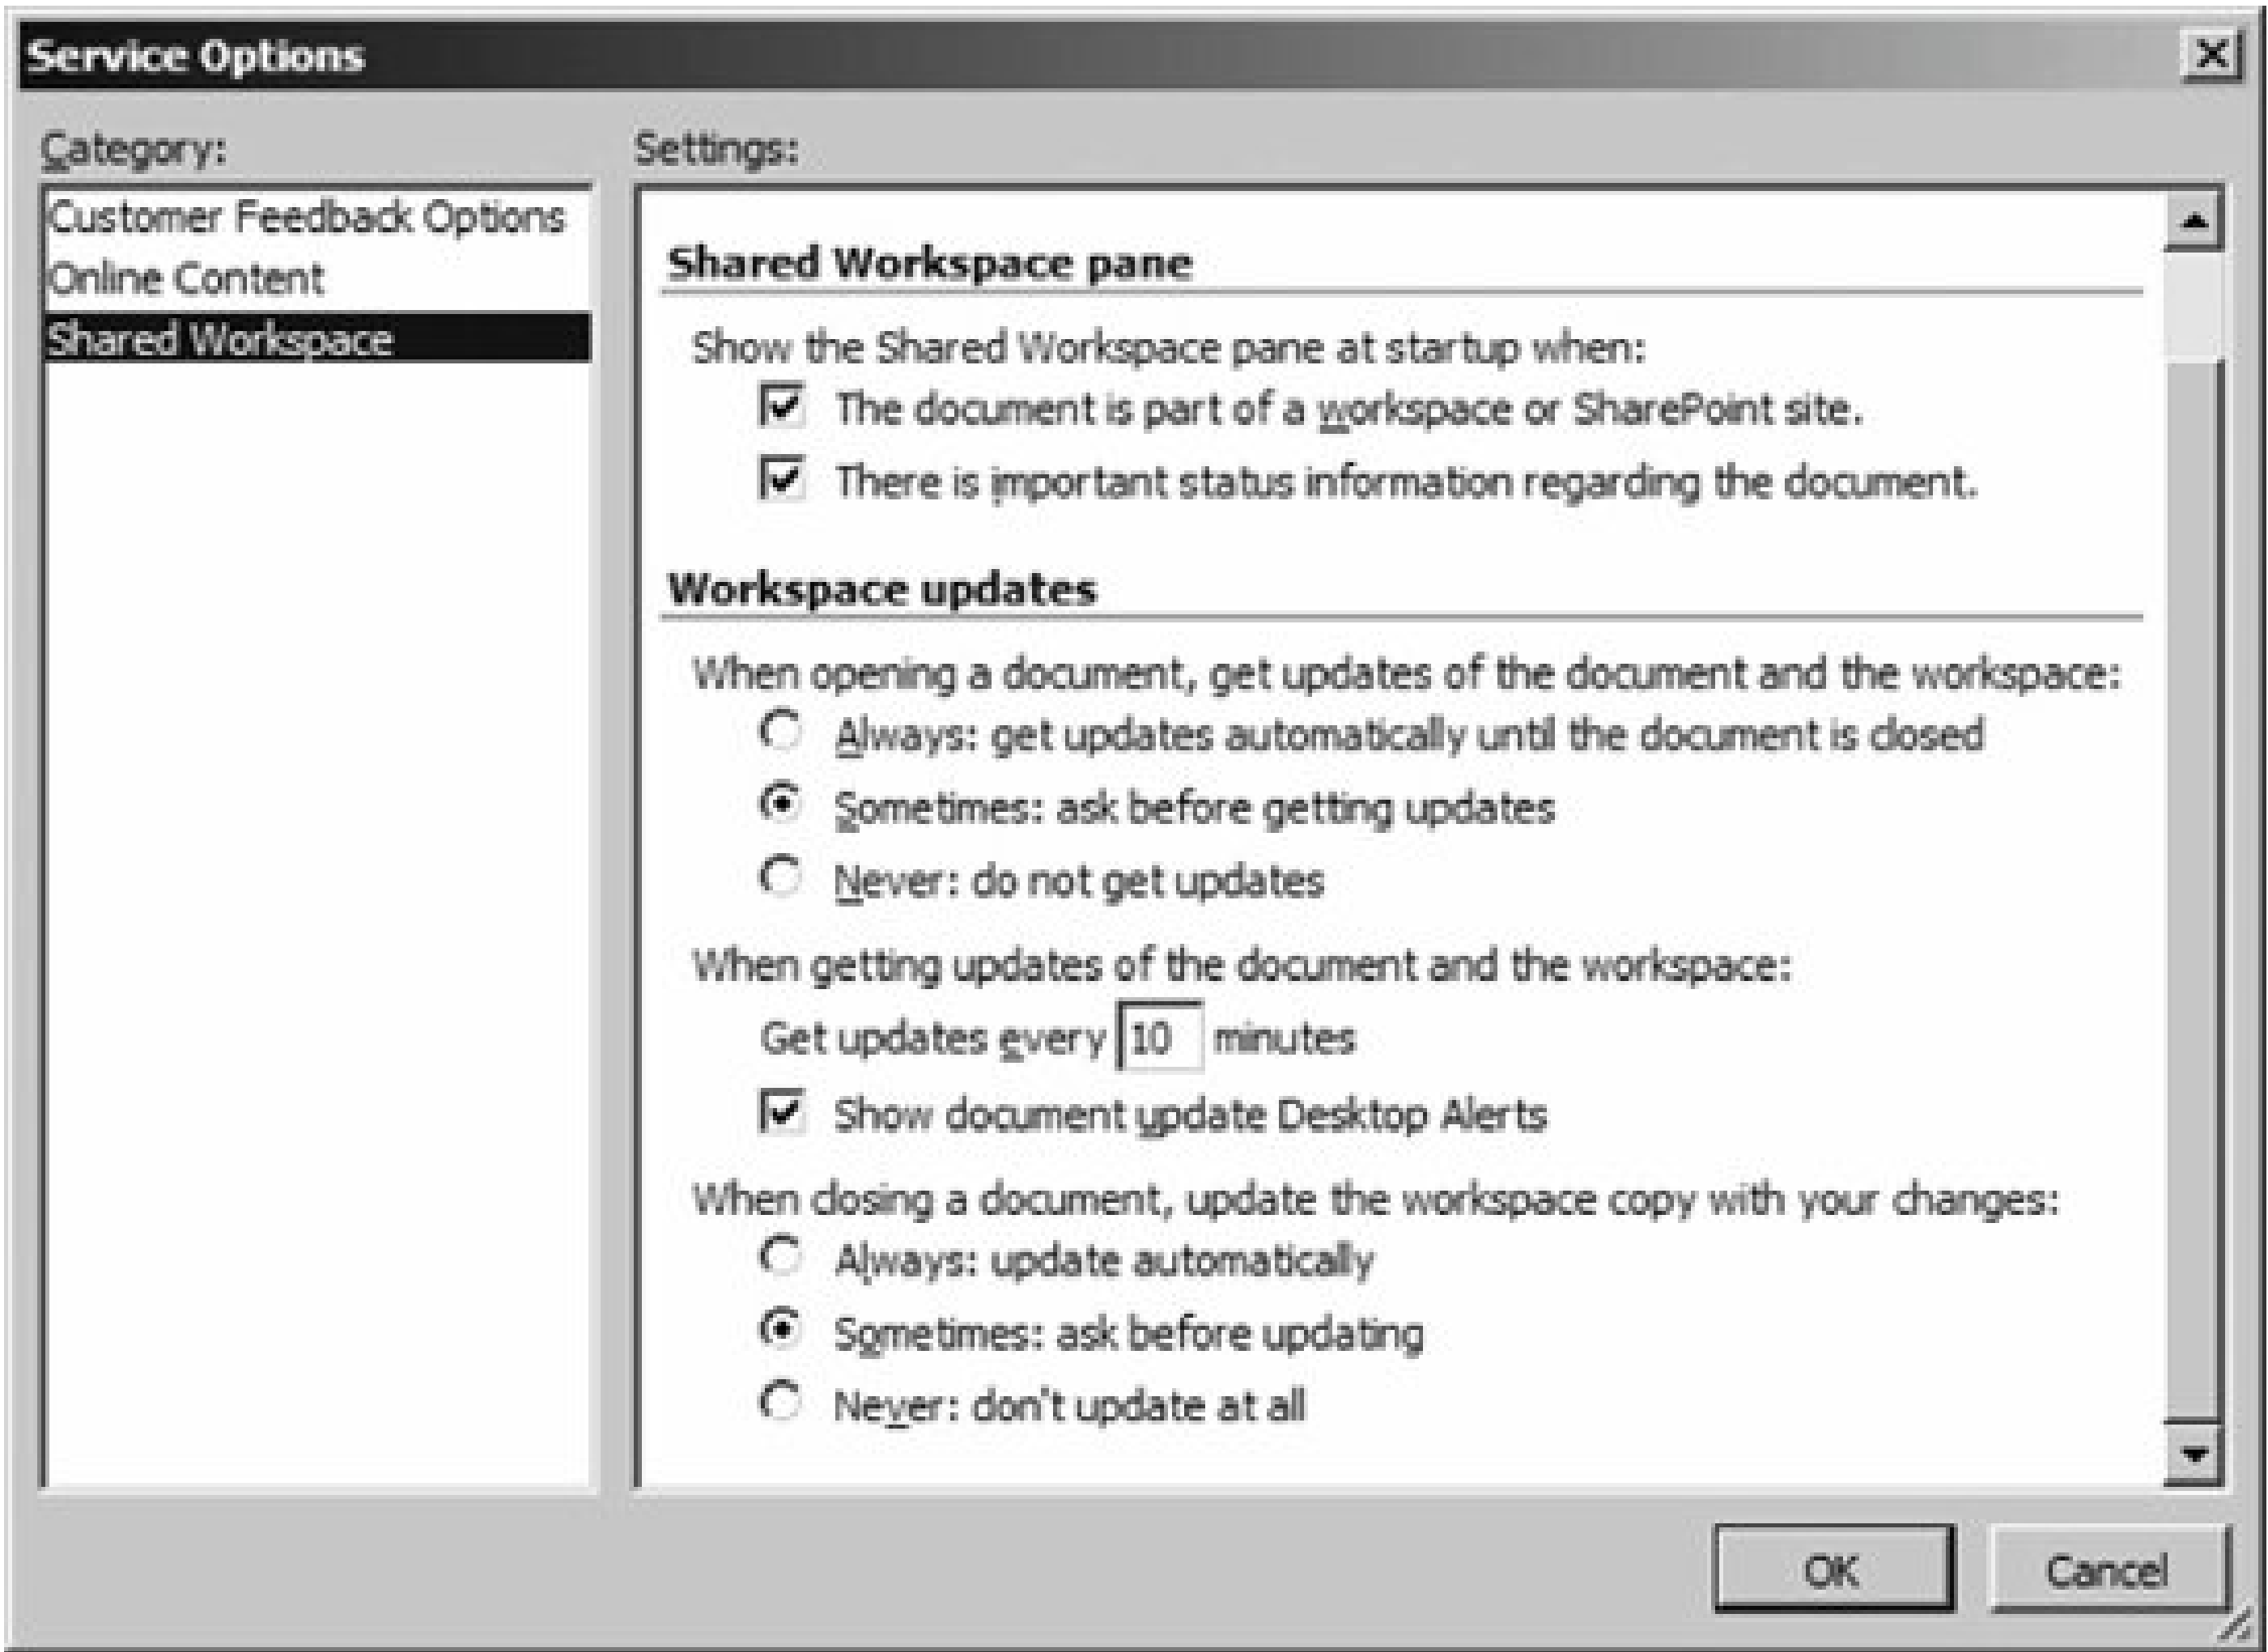 Service Options
Category:
Customer Feedback Options
Online Content
Shared Workspace
Settings:
Shared Workspace pane
Show the Shared Workspace pane at startup when:
The document is part of a workspace or SharePoint site.
There is important status information regarding the document.
Workspace updates
When opening a document, get updates of the document and the workspace:
Always: get updates automatically until the document is closed
Sometimes: ask before getting updates
Never: do not get updates
When getting updates of the document and the workspace:
Get updates every 10 minutes
Show document update Desktop Alerts
When closing a document, update the workspace copy with your changes:
Always: update automatically
Sometimes: ask before updating
Never: don't update at all
OK Cancel